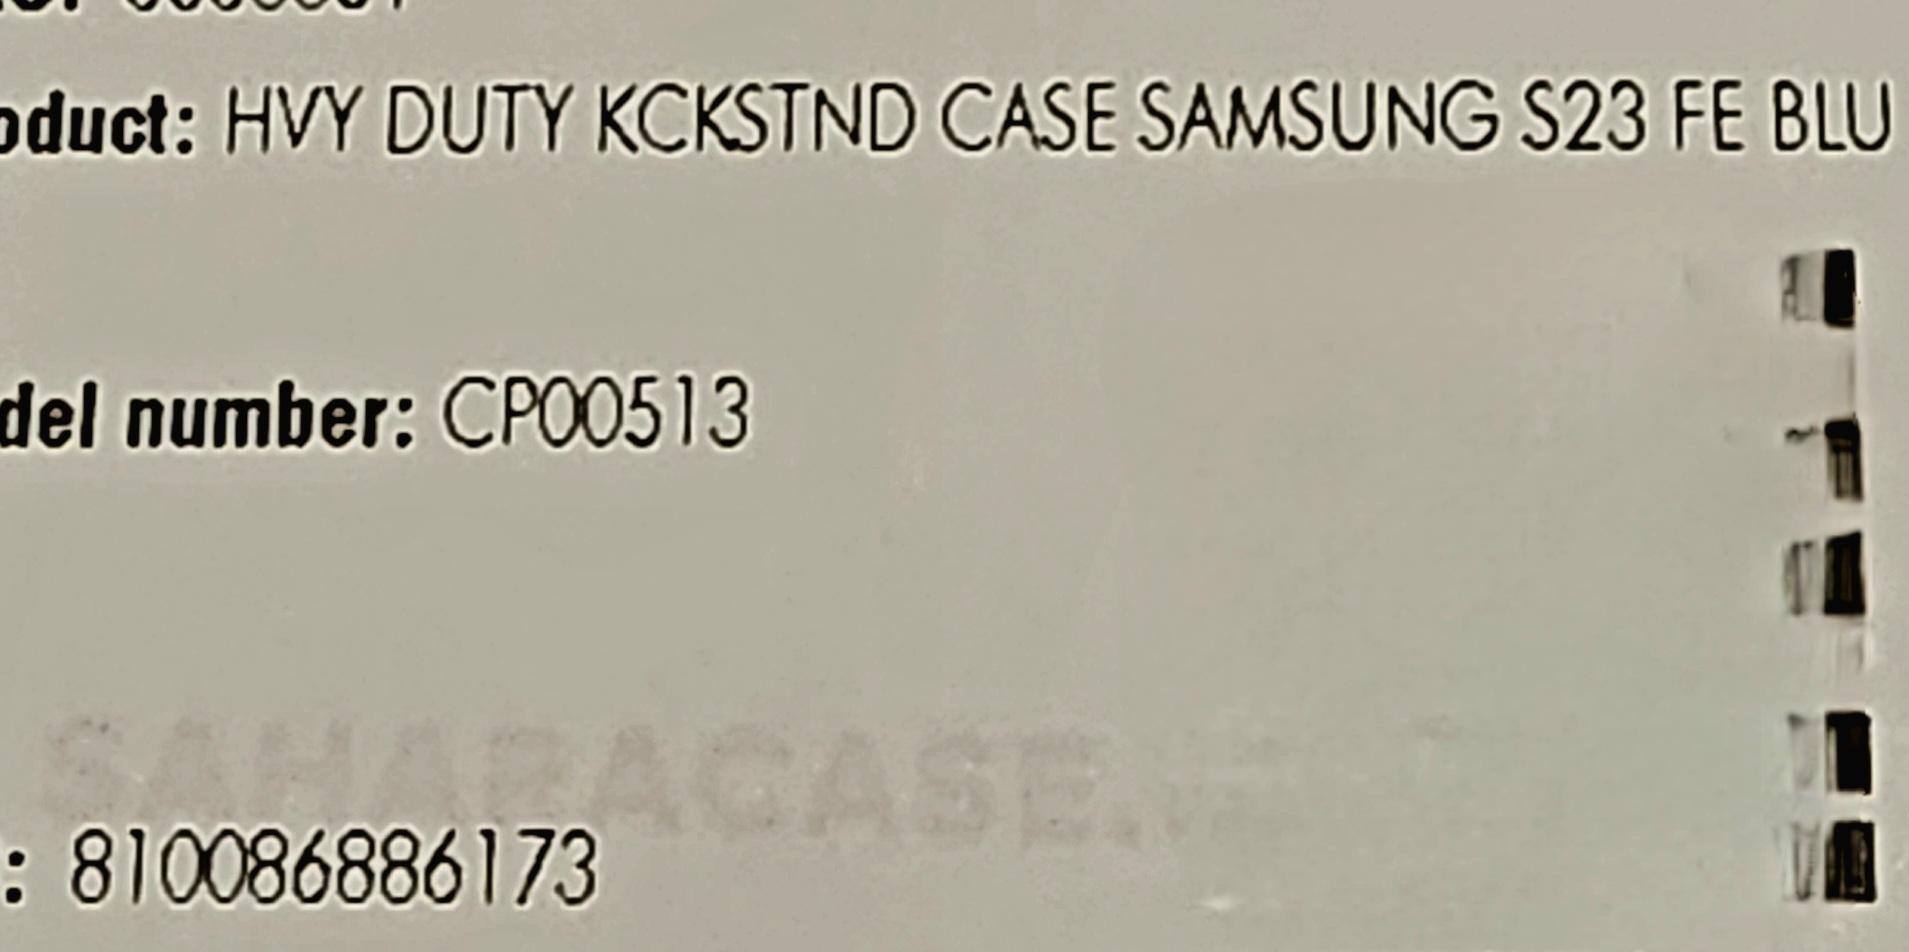 oduct: HVY DUTY KCKSTND CASE SAMSUNG S23 FE BLU
del number: CP00513
SAHARACASE.
: 810086886173